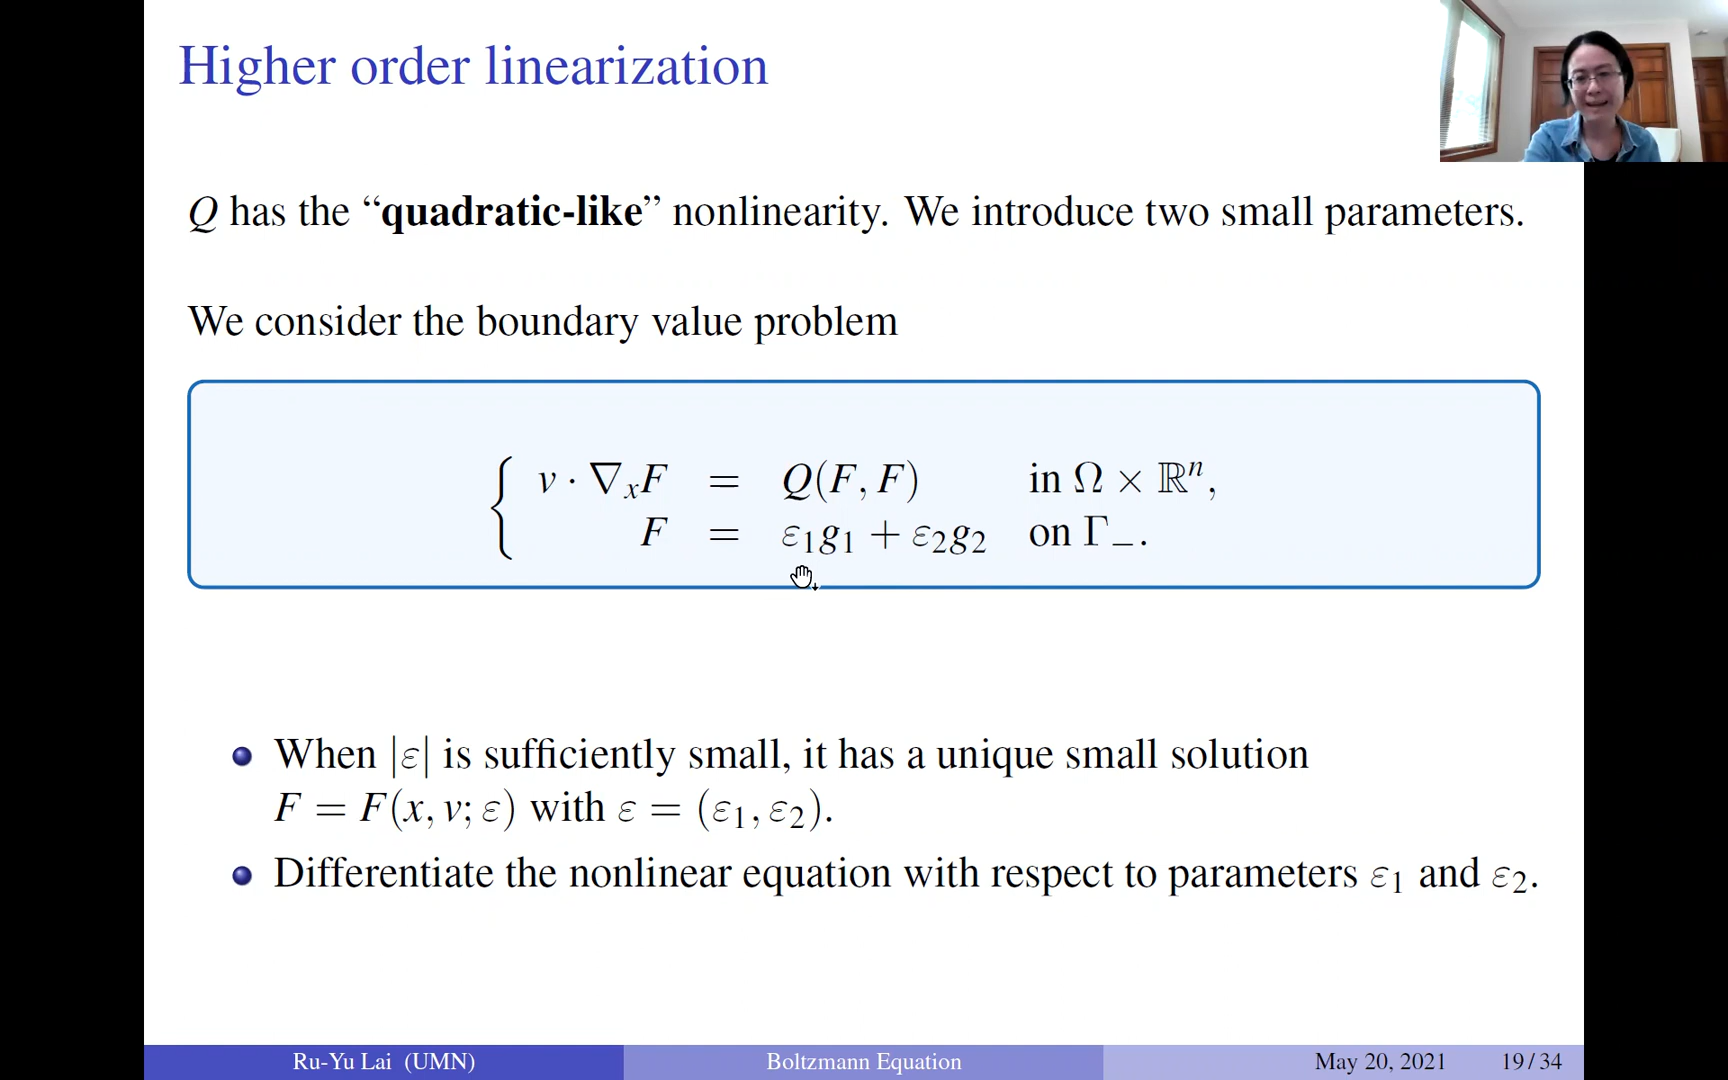 Higher order linearization
Q has the “quadratic-like” nonlinearity. We introduce two small parameters.
We consider the boundary value problem
v · ∇ₓF = Q(F, F) in Ω × ℝⁿ,
F = ε₁g₁ + ε₂g₂ on Γ₋.
When |ε| is sufficiently small, it has a unique small solution
F = F(x, v; ε) with ε = (ε₁, ε₂).
Differentiate the nonlinear equation with respect to parameters ε₁ and ε₂.
Ru-Yu Lai (UMN) Boltzmann Equation May 20, 2021 19 / 34